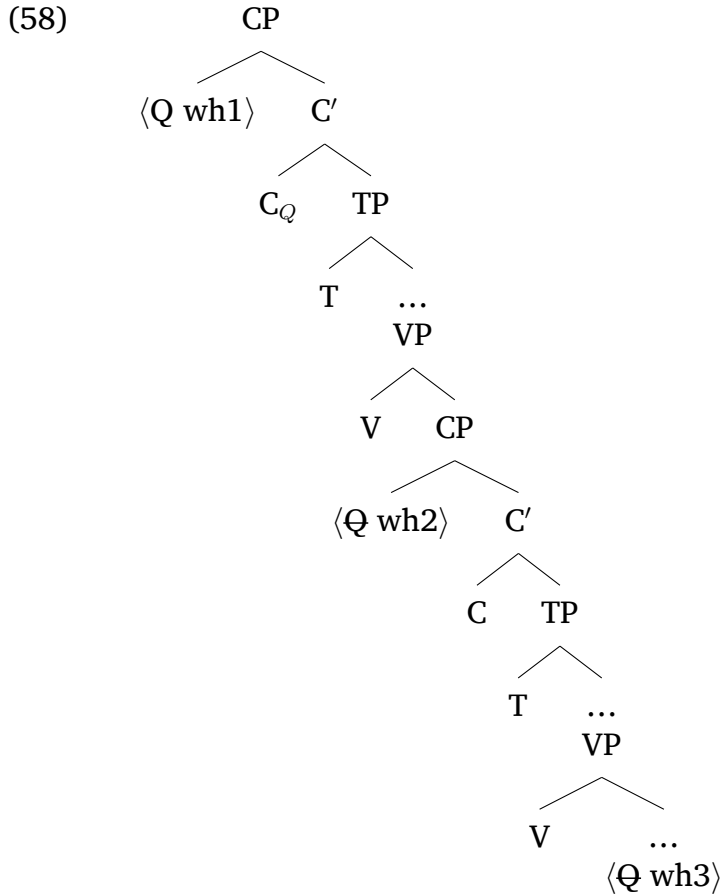 (58) CP
⟨Q wh1⟩ C′
C_Q TP
T ...
VP
V CP
⟨Q̶ wh2⟩ C′
C TP
T ...
VP
V ...
⟨Q̶ wh3⟩